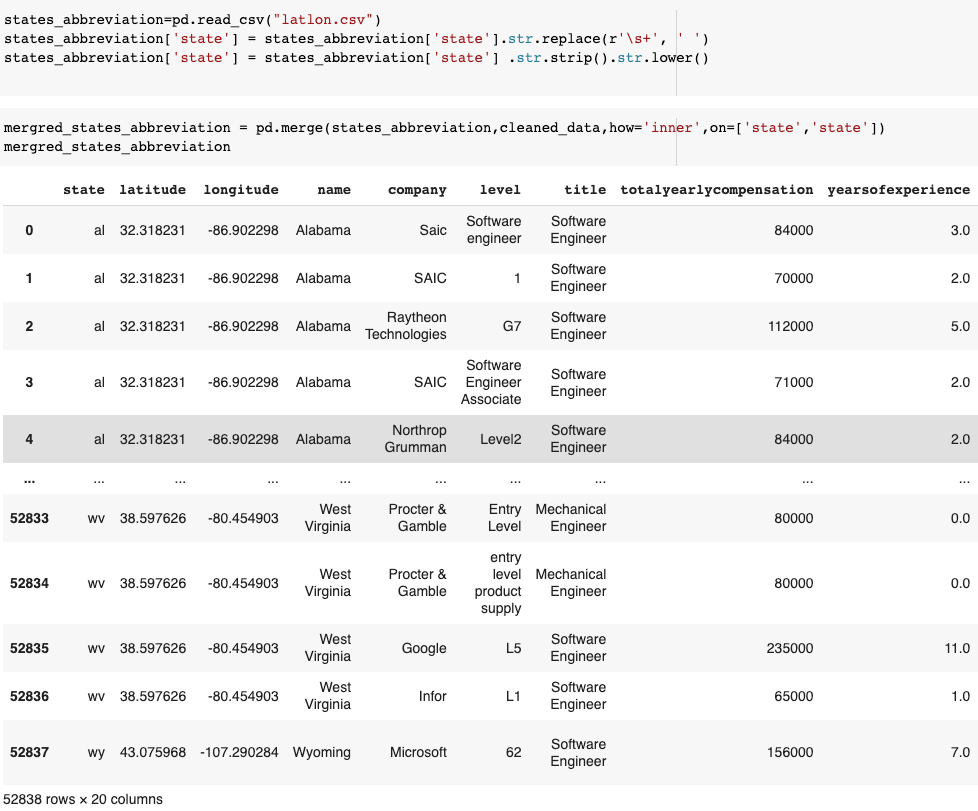 states_abbreviation=pd.read_csv("latlon.csv")
states_abbreviation['state'] = states_abbreviation['state'].str.replace(r'\s+', ' ')
states_abbreviation['state'] = states_abbreviation['state'] .str.strip().str.lower()
mergred_states_abbreviation = pd.merge(states_abbreviation,cleaned_data,how='inner',on=['state','state'])
mergred_states_abbreviation
state latitude longitude name company level title totalyearlycompensation yearsofexperience
0 al 32.318231 -86.902298 Alabama Saic Software engineer Software Engineer 84000 3.0
1 al 32.318231 -86.902298 Alabama SAIC 1 Software Engineer 70000 2.0
2 al 32.318231 -86.902298 Alabama Raytheon Technologies G7 Software Engineer 112000 5.0
3 al 32.318231 -86.902298 Alabama SAIC Software Engineer Associate Software Engineer 71000 2.0
4 al 32.318231 -86.902298 Alabama Northrop Grumman Level2 Software Engineer 84000 2.0
... ... ... ... ... ... ... ... ... ...
52833 wv 38.597626 -80.454903 West Virginia Procter & Gamble Entry Level Mechanical Engineer 80000 0.0
52834 wv 38.597626 -80.454903 West Virginia Procter & Gamble entry level product supply Mechanical Engineer 80000 0.0
52835 wv 38.597626 -80.454903 West Virginia Google L5 Software Engineer 235000 11.0
52836 wv 38.597626 -80.454903 West Virginia Infor L1 Software Engineer 65000 1.0
52837 wy 43.075968 -107.290284 Wyoming Microsoft 62 Software Engineer 156000 7.0
52838 rows × 20 columns